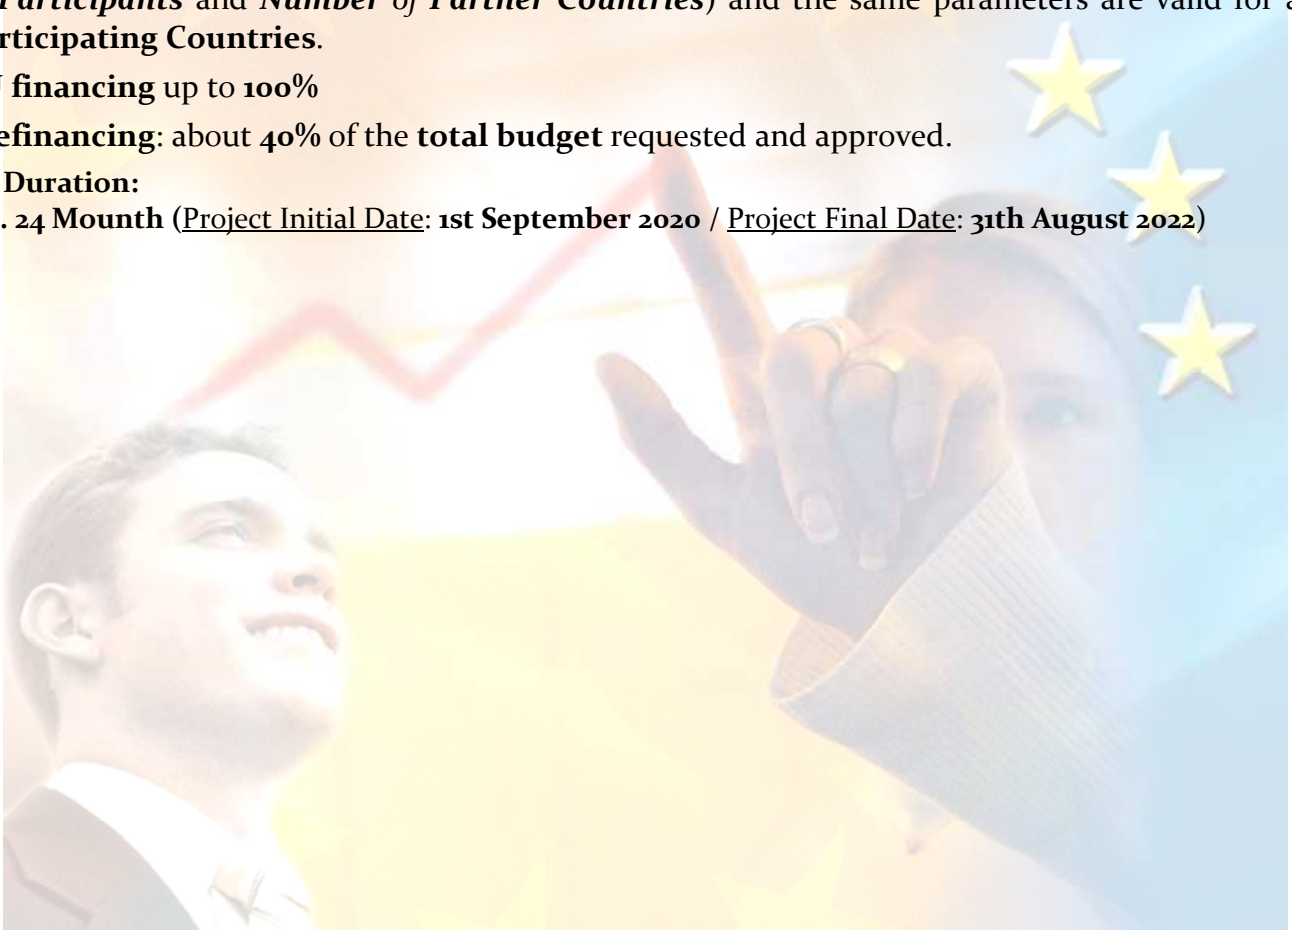 Participants and Number of Partner Countries) and the same parameters are valid for
rticipating Countries.
financing up to 100%
efinancing: about 40% of the total budget requested and approved.
Duration:
. 24 Mounth (Project Initial Date: 1st September 2020 / Project Final Date: 31th August 2022)